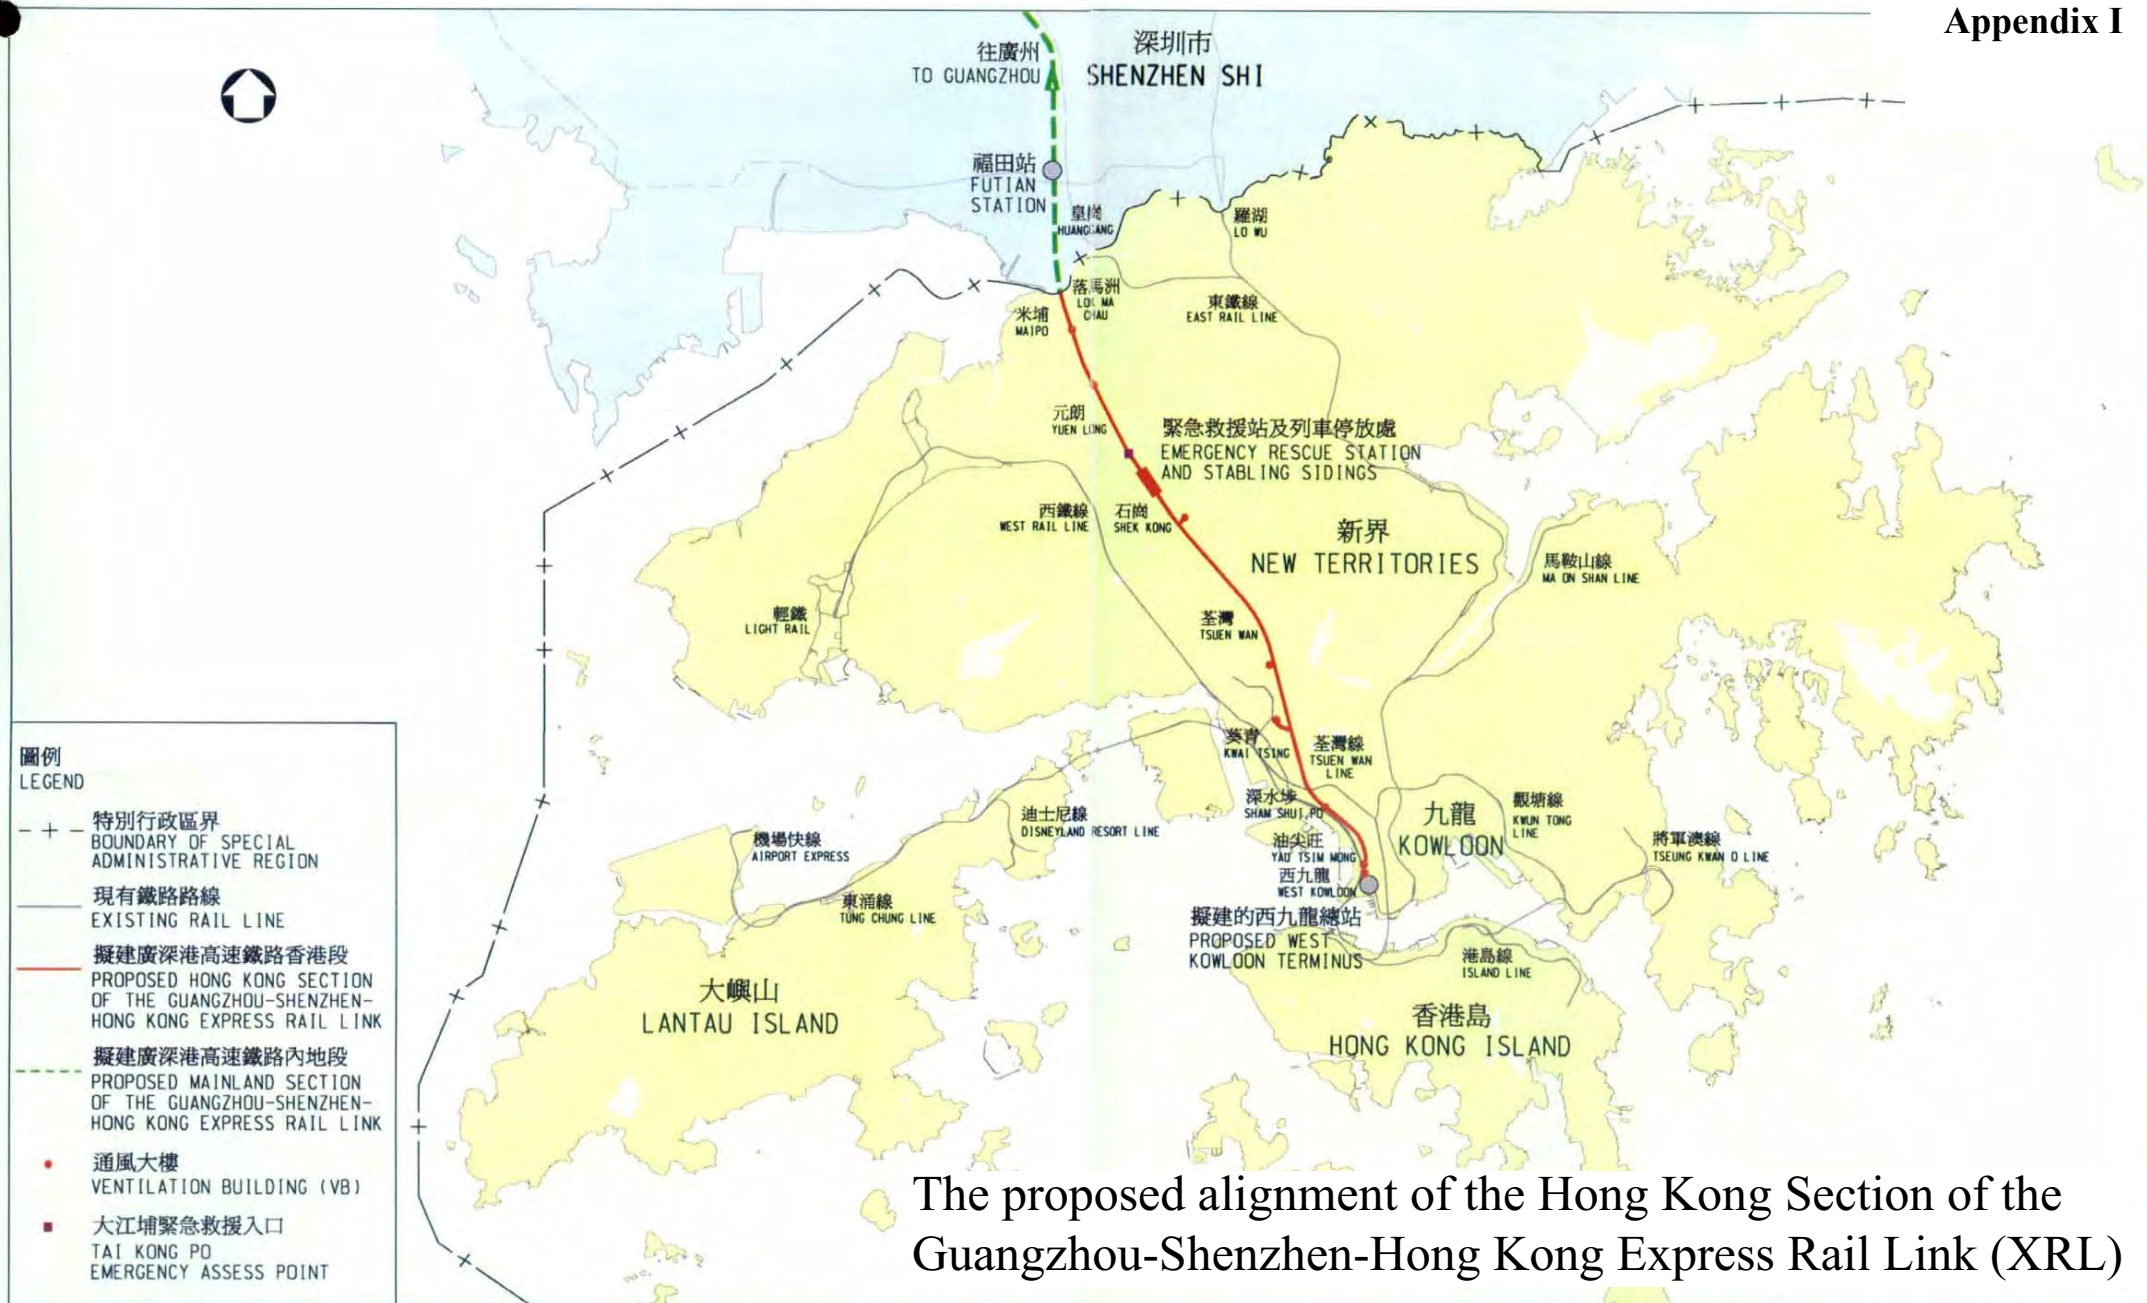 Appendix I
往廣州
TO GUANGZHOU
深圳市
SHENZHEN SHI
福田站
FUTIAN
STATION
皇崗
HUANGGANG
羅湖
LO WU
落馬洲
LOK MA
CHAU
米埔
MAIPO
東鐵線
EAST RAIL LINE
元朗
YUEN LONG
緊急救援站及列車停放處
EMERGENCY RESCUE STATION
AND STABLING SIDINGS
西鐵線
WEST RAIL LINE
石崗
SHEK KONG
新界
NEW TERRITORIES
馬鞍山線
MA ON SHAN LINE
輕鐵
LIGHT RAIL
荃灣
TSUEN WAN
葵青
KWAI TSING
荃灣線
TSUEN WAN
LINE
深水埗
SHAM SHUI PO
九龍
KOWLOON
觀塘線
KWUN TONG
LINE
迪士尼線
DISNEYLAND RESORT LINE
機場快線
AIRPORT EXPRESS
油尖旺
YAU TSIM MONG
將軍澳線
TSEUNG KWAN O LINE
西九龍
WEST KOWLOON
東涌線
TUNG CHUNG LINE
擬建的西九龍總站
PROPOSED WEST
KOWLOON TERMINUS
港島線
ISLAND LINE
大嶼山
LANTAU ISLAND
香港島
HONG KONG ISLAND
圖例
LEGEND
特別行政區界
BOUNDARY OF SPECIAL
ADMINISTRATIVE REGION
現有鐵路路線
EXISTING RAIL LINE
擬建廣深港高速鐵路香港段
PROPOSED HONG KONG SECTION
OF THE GUANGZHOU-SHENZHEN-
HONG KONG EXPRESS RAIL LINK
擬建廣深港高速鐵路內地段
PROPOSED MAINLAND SECTION
OF THE GUANGZHOU-SHENZHEN-
HONG KONG EXPRESS RAIL LINK
通風大樓
VENTILATION BUILDING (VB)
大江埔緊急救援入口
TAI KONG PO
EMERGENCY ASSESS POINT
The proposed alignment of the Hong Kong Section of the
Guangzhou-Shenzhen-Hong Kong Express Rail Link (XRL)